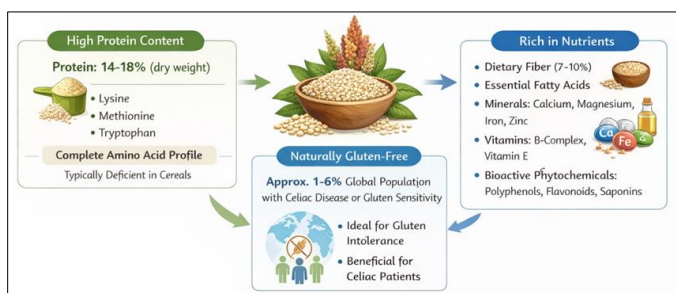 High Protein Content
Protein: 14-18% (dry weight)
• Lysine
• Methionine
• Tryptophan
Complete Amino Acid Profile
Typically Deficient in Cereals
Rich in Nutrients
• Dietary Fiber (7-10%)
• Essential Fatty Acids
• Minerals: Calcium, Magnesium,
Iron, Zinc
• Vitamins: B-Complex,
Vitamin E
• Bioactive Phytochemicals:
Polyphenols, Flavonoids, Saponins
Ca
Fe
Naturally Gluten-Free
Approx. 1-6% Global Population
with Celiac Disease or Gluten Sensitivity
• Ideal for Gluten
Intolerance
• Beneficial for
Celiac Patients